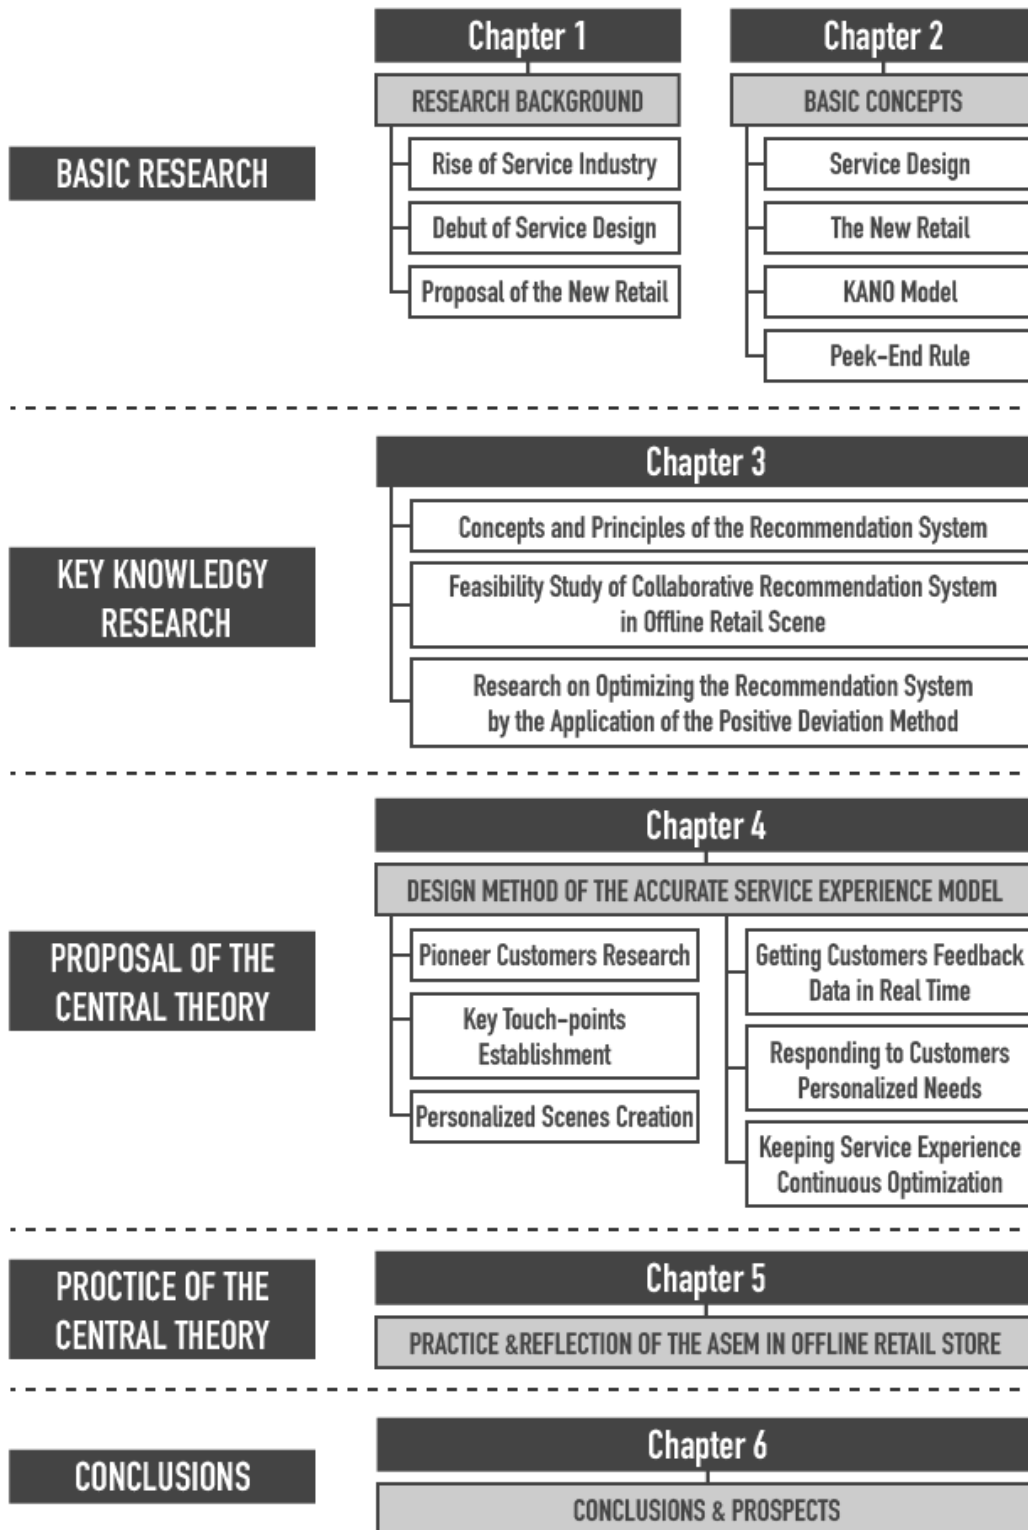 Chapter 1
Chapter 2
RESEARCH BACKGROUND
BASIC CONCEPTS
BASIC RESEARCH
Rise of Service Industry
Debut of Service Design
Proposal of the New Retail
Service Design
The New Retail
KANO Model
Peek-End Rule
Chapter 3
KEY KNOWLEDGY
RESEARCH
Concepts and Principles of the Recommendation System
Feasibility Study of Collaborative Recommendation System
in Offline Retail Scene
Research on Optimizing the Recommendation System
by the Application of the Positive Deviation Method
Chapter 4
DESIGN METHOD OF THE ACCURATE SERVICE EXPERIENCE MODEL
PROPOSAL OF THE
CENTRAL THEORY
Pioneer Customers Research
Key Touch-points
Establishment
Personalized Scenes Creation
Getting Customers Feedback
Data in Real Time
Responding to Customers
Personalized Needs
Keeping Service Experience
Continuous Optimization
PROCTICE OF THE
CENTRAL THEORY
Chapter 5
PRACTICE &REFLECTION OF THE ASEM IN OFFLINE RETAIL STORE
CONCLUSIONS
Chapter 6
CONCLUSIONS & PROSPECTS